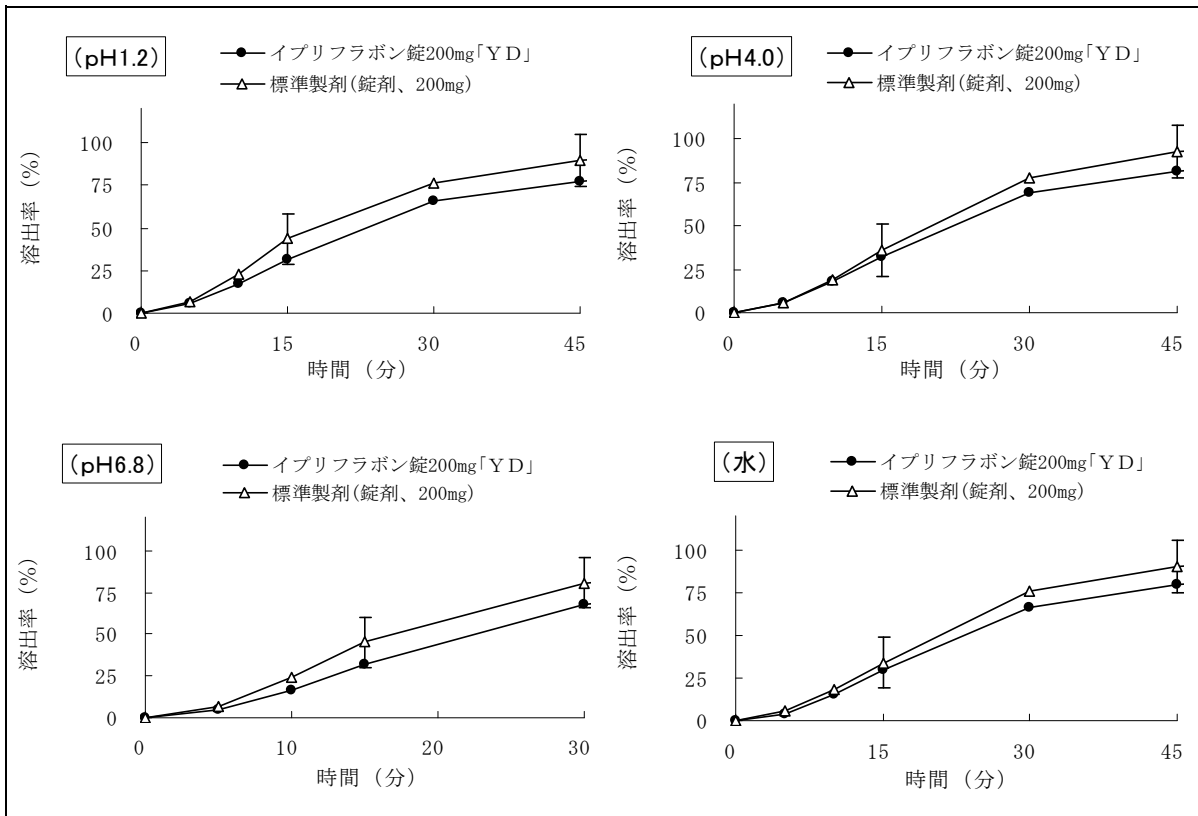 (pH1.2)
イプリフラボン錠200mg「ＹＤ」
標準製剤(錠剤、200mg)
溶出率 (%)
100
75
50
25
0
0 15 30 45
時間 (分)
(pH4.0)
イプリフラボン錠200mg「ＹＤ」
標準製剤(錠剤、200mg)
溶出率 (%)
100
75
50
25
0
0 15 30 45
時間 (分)
(pH6.8)
イプリフラボン錠200mg「ＹＤ」
標準製剤(錠剤、200mg)
溶出率 (%)
100
75
50
25
0
0 10 20 30
時間 (分)
(水)
イプリフラボン錠200mg「ＹＤ」
標準製剤(錠剤、200mg)
溶出率 (%)
100
75
50
25
0
0 15 30 45
時間 (分)